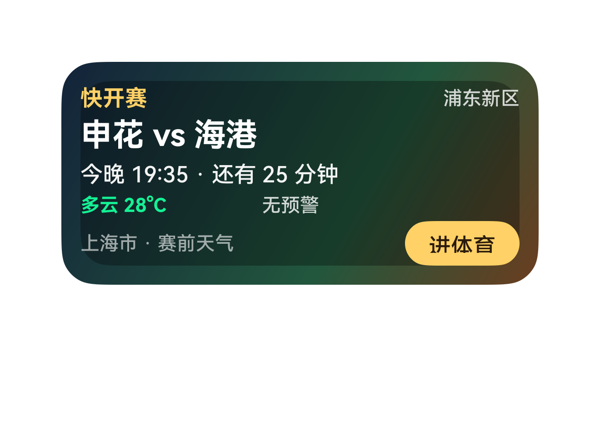 快开赛
浦东新区
申花 vs 海港
今晚 19:35 · 还有 25 分钟
多云 28°C
无预警
上海市 · 赛前天气
讲体育